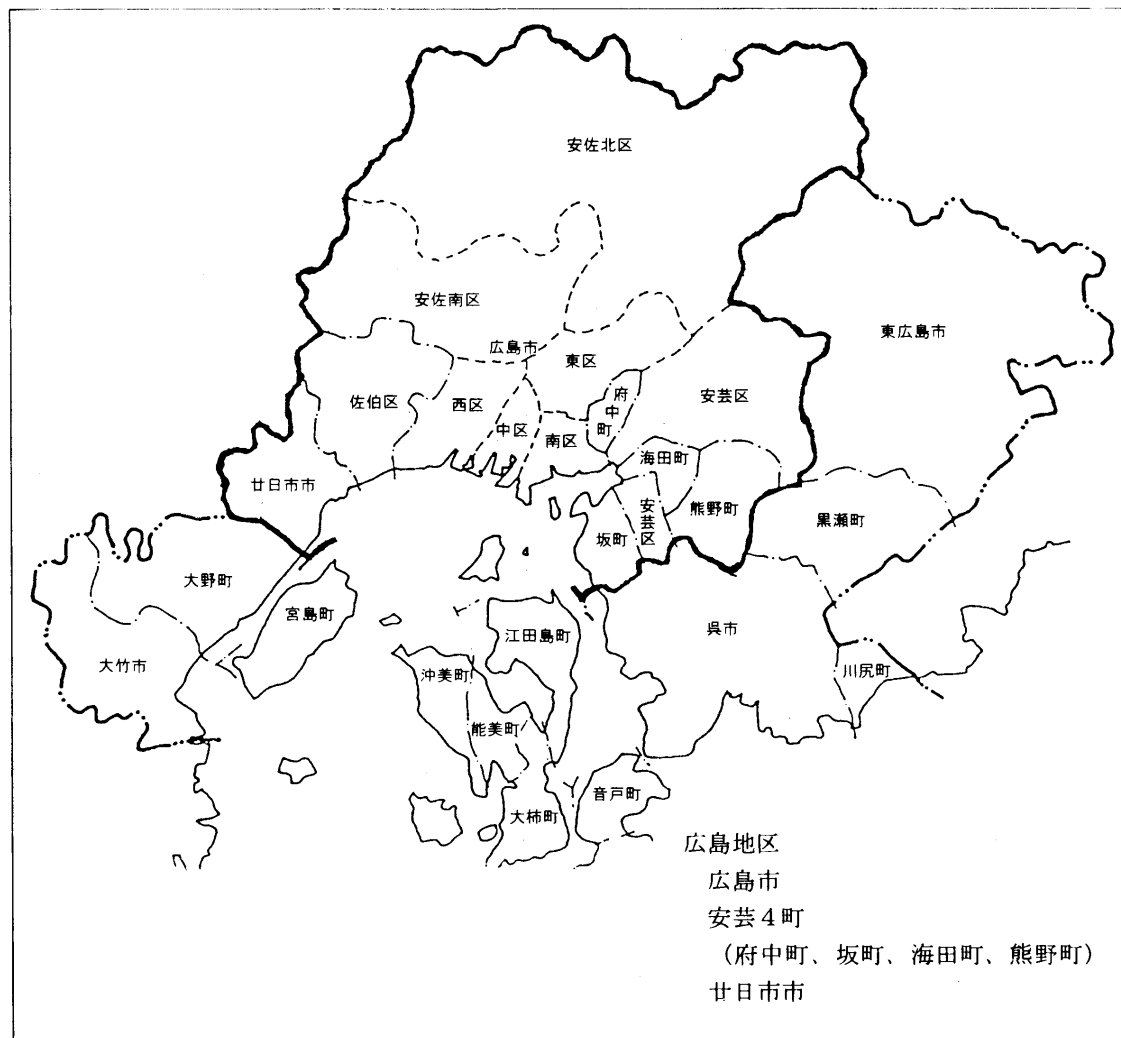 安佐北区
安佐南区
東広島市
広島市
東区
佐伯区
西区
府中町
安芸区
中区
南区
海田町
廿日市市
安芸区
熊野町
黒瀬町
坂町
大野町
宮島町
江田島町
呉市
大竹市
沖美町
川尻町
能美町
音戸町
大柿町
広島地区
広島市
安芸4町
(府中町、坂町、海田町、熊野町)
廿日市市